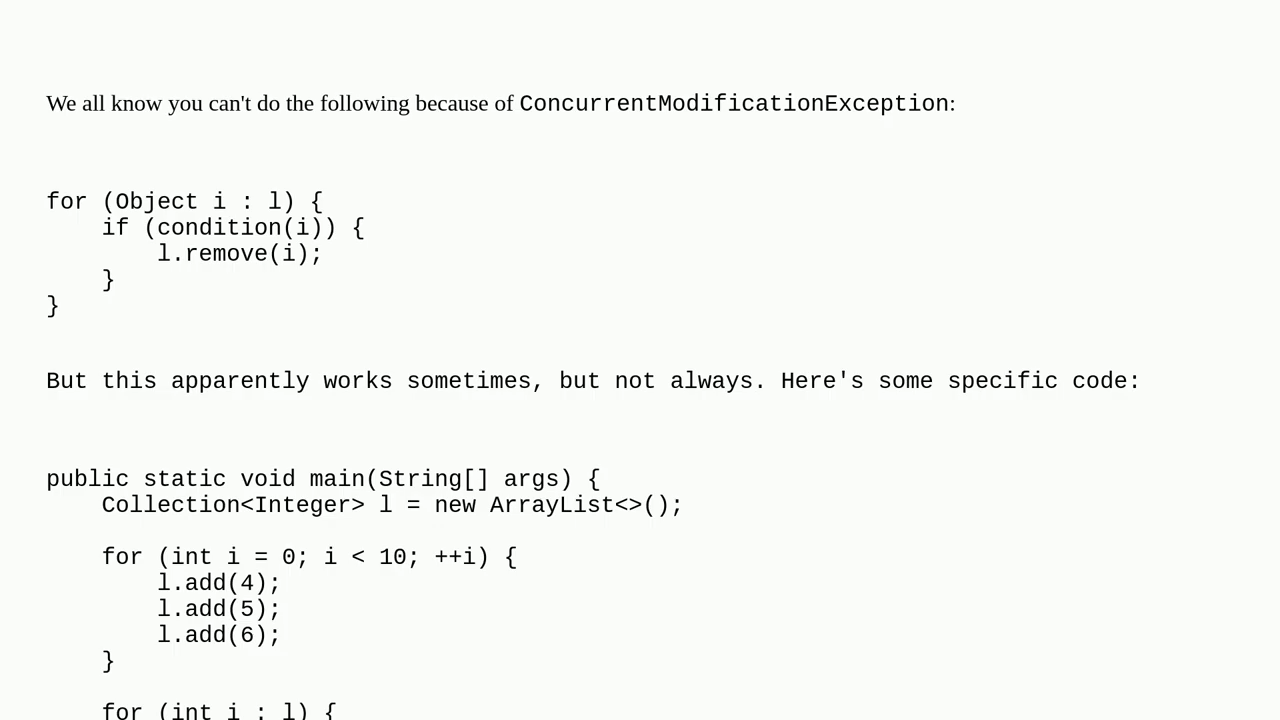 We all know you can't do the following because of ConcurrentModificationException:
for (Object i : l) {
    if (condition(i)) {
        l.remove(i);
    }
}
But this apparently works sometimes, but not always. Here's some specific code:
public static void main(String[] args) {
    Collection<Integer> l = new ArrayList<>();
    for (int i = 0; i < 10; ++i) {
        l.add(4);
        l.add(5);
        l.add(6);
    }
    for (int i : l) {